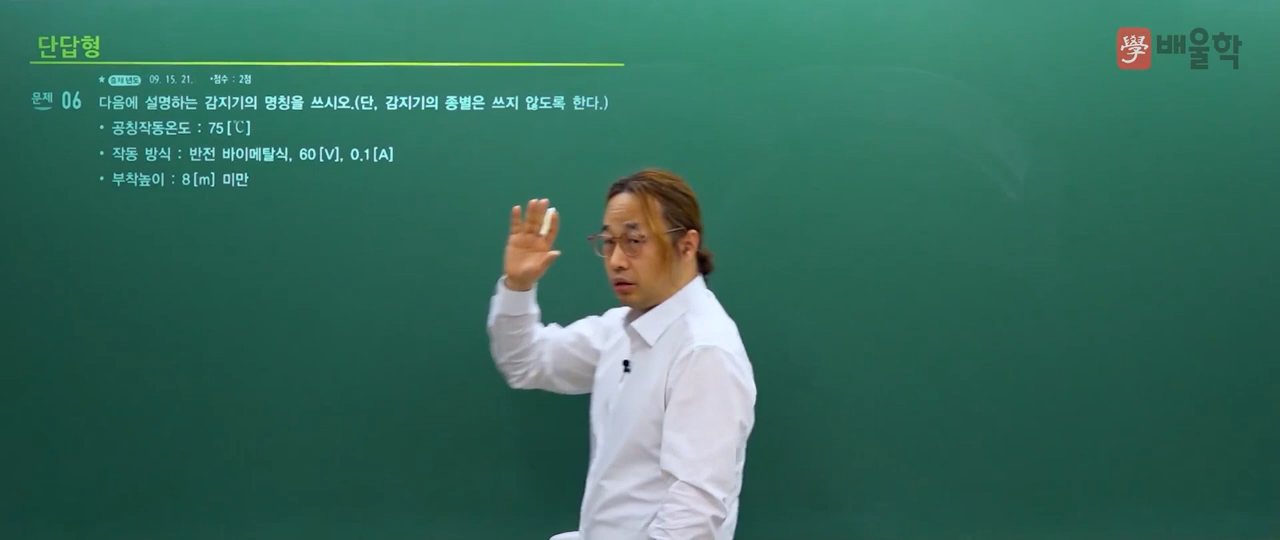 단답형
學 배울학
★ 출제년도 09. 15. 21. •점수 : 2점
문제 06 다음에 설명하는 감지기의 명칭을 쓰시오.(단, 감지기의 종별은 쓰지 않도록 한다.)
• 공칭작동온도 : 75[℃]
• 작동 방식 : 반전 바이메탈식, 60[V], 0.1[A]
• 부착높이 : 8[m] 미만